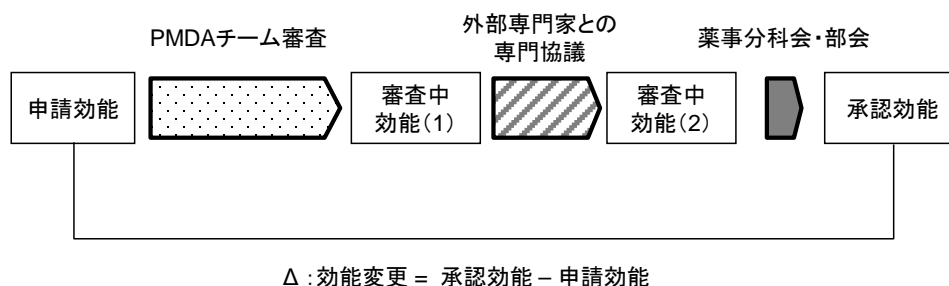 PMDAチーム審査
外部専門家との
専門協議
薬事分科会・部会
申請効能
審査中
効能(1)
審査中
効能(2)
承認効能
Δ :効能変更 = 承認効能 – 申請効能